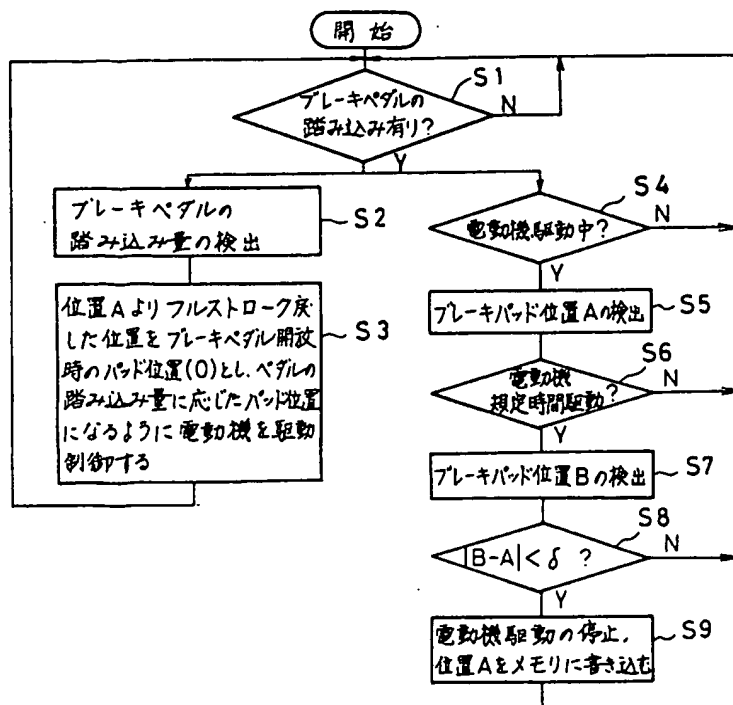 開始
S1
ブレーキペダルの
踏み込み有り?
N
Y
ブレーキペダルの
踏み込み量の検出
S2
位置Aよりフルストローク戻
した位置をブレーキペダル開放
時のパッド位置(0)とし、ペダルの
踏み込み量に応じたパッド位置
になるように電動機を駆動
制御する
S3
S4
電動機駆動中?
N
Y
ブレーキパッド位置Aの検出
S5
S6
電動機
規定時間駆動?
N
Y
ブレーキパッド位置Bの検出
S7
S8
|B-A|<δ ?
N
Y
電動機駆動の停止、
位置Aをメモリに書き込む
S9